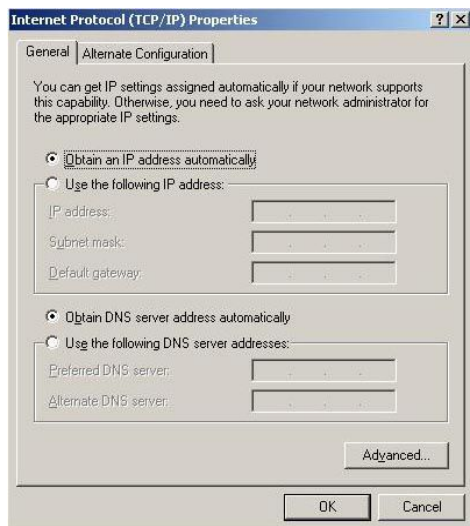 Internet Protocol (TCP/IP) Properties
General
Alternate Configuration
You can get IP settings assigned automatically if your network supports
this capability. Otherwise, you need to ask your network administrator for
the appropriate IP settings.
Obtain an IP address automatically
Use the following IP address:
IP address:
Subnet mask:
Default gateway:
Obtain DNS server address automatically
Use the following DNS server addresses:
Preferred DNS server:
Alternate DNS server:
Advanced...
OK
Cancel